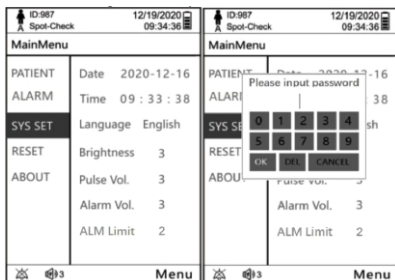 ID:987 12/19/2020
Spot-Check 09:34:36
MainMenu
PATIENT Date 2020-12-16
ALARM Time 09:33:38
SYS SET Language English
RESET Brightness 3
ABOUT Pulse Vol. 3
Alarm Vol. 3
ALM Limit 2
3 Menu
ID:987 12/19/2020
Spot-Check 09:34:36
MainMenu
PATIENT
Please input password
ALAR 38
0 1 2 3 4
SYS SE sh
5 6 7 8 9
RESET
OK DEL CANCEL
ABOU
Alarm Vol. 3
ALM Limit 2
3 Menu